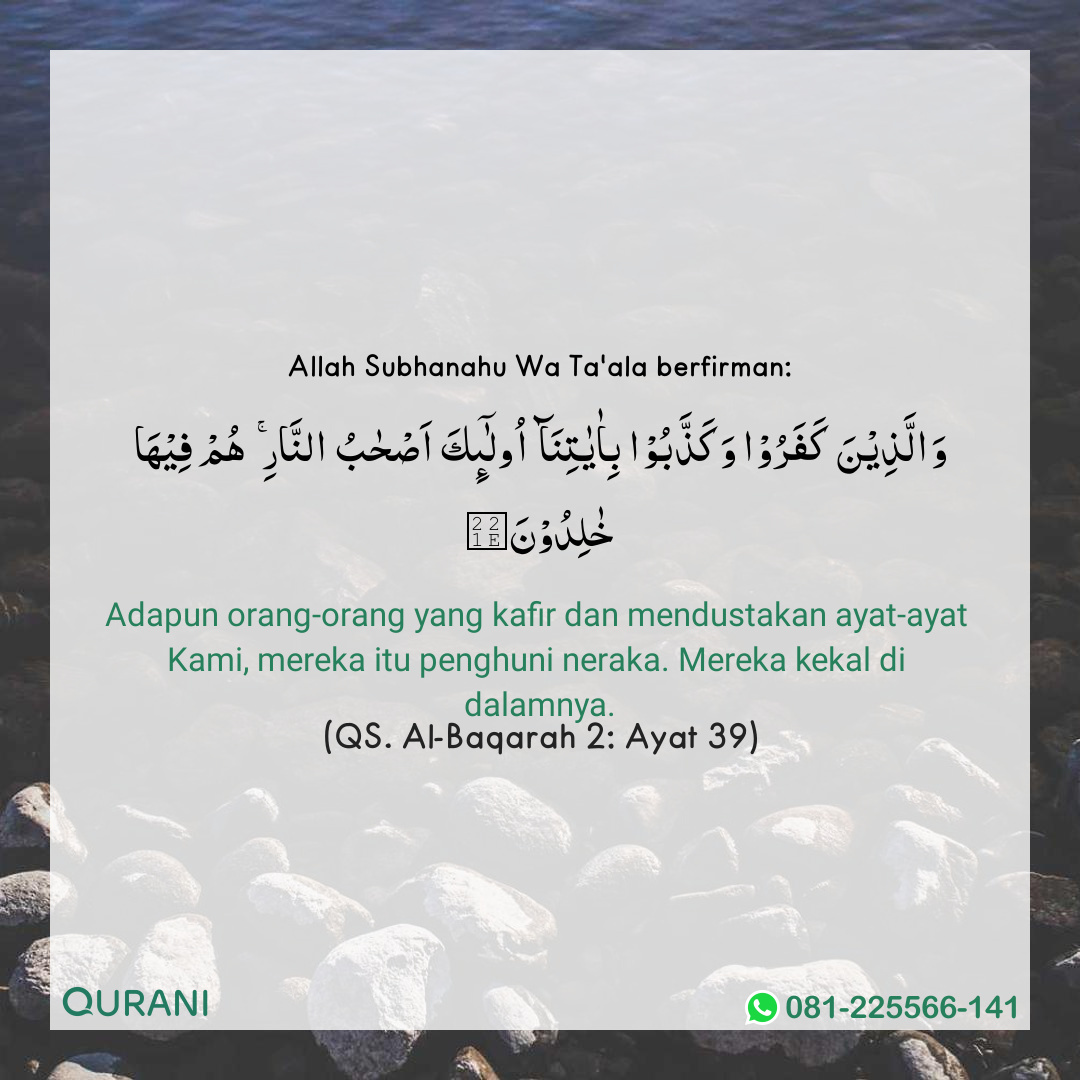 Allah Subhanahu Wa Ta'ala berfirman:
وَالَّذِيْنَ كَفَرُوْا وَكَذَّبُوْا بِاٰيٰتِنَآ اُولٰۤىِٕكَ اَصْحٰبُ النَّارِ ۚ هُمْ فِيْهَا
خٰلِدُوْنَ࢞
Adapun orang-orang yang kafir dan mendustakan ayat-ayat
Kami, mereka itu penghuni neraka. Mereka kekal di
dalamnya.
(QS. Al-Baqarah 2: Ayat 39)
QURANI
081-225566-141